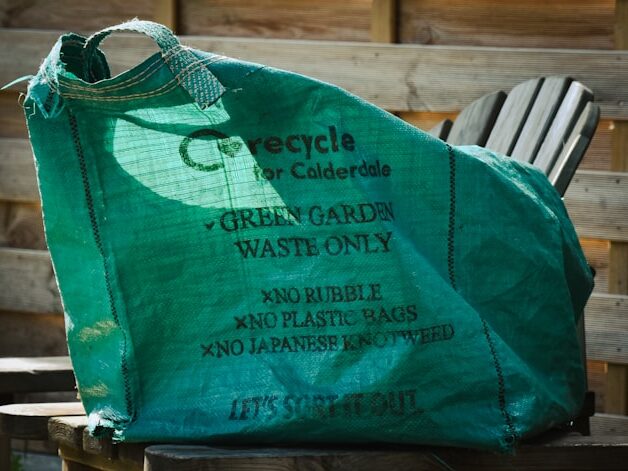 recycle
for Calderdale
✓GREEN GARDEN
WASTE ONLY
×NO RUBBLE
×NO PLASTIC BAGS
×NO JAPANESE KNOTWEED
LET'S SORT IT OUT.